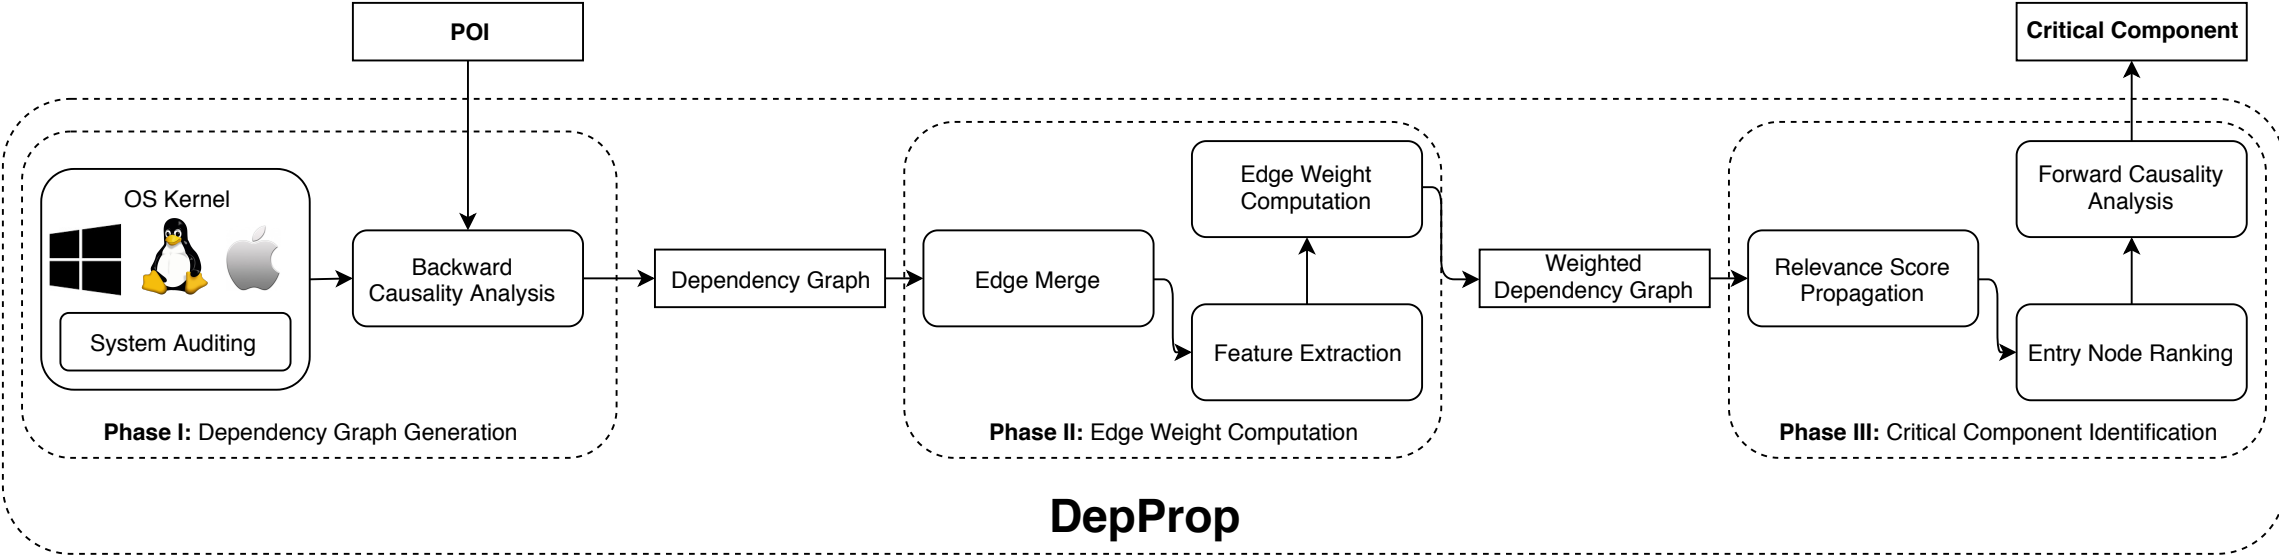 POI
Critical Component
OS Kernel
System Auditing
Backward
Causality Analysis
Phase I: Dependency Graph Generation
Dependency Graph
Edge Merge
Edge Weight
Computation
Feature Extraction
Phase II: Edge Weight Computation
Weighted
Dependency Graph
Relevance Score
Propagation
Forward Causality
Analysis
Entry Node Ranking
Phase III: Critical Component Identification
DepProp